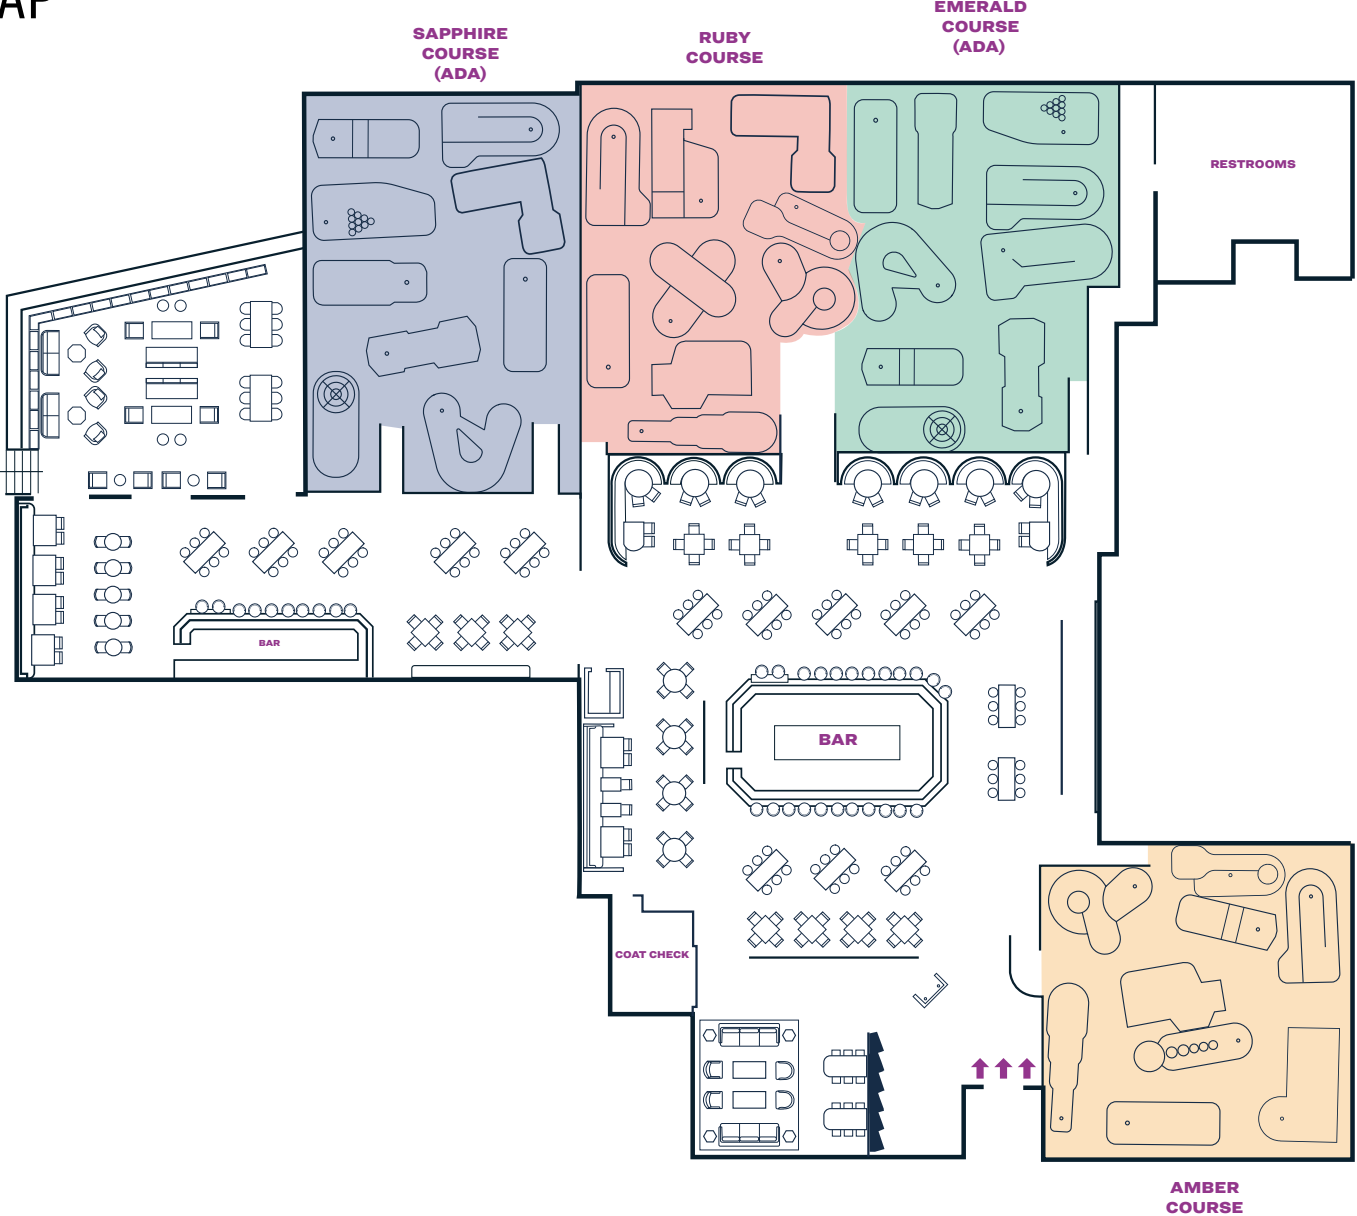 AP
EMERALD
COURSE
(ADA)
SAPPHIRE
COURSE
(ADA)
RUBY
COURSE
RESTROOMS
BAR
BAR
COAT CHECK
AMBER
COURSE